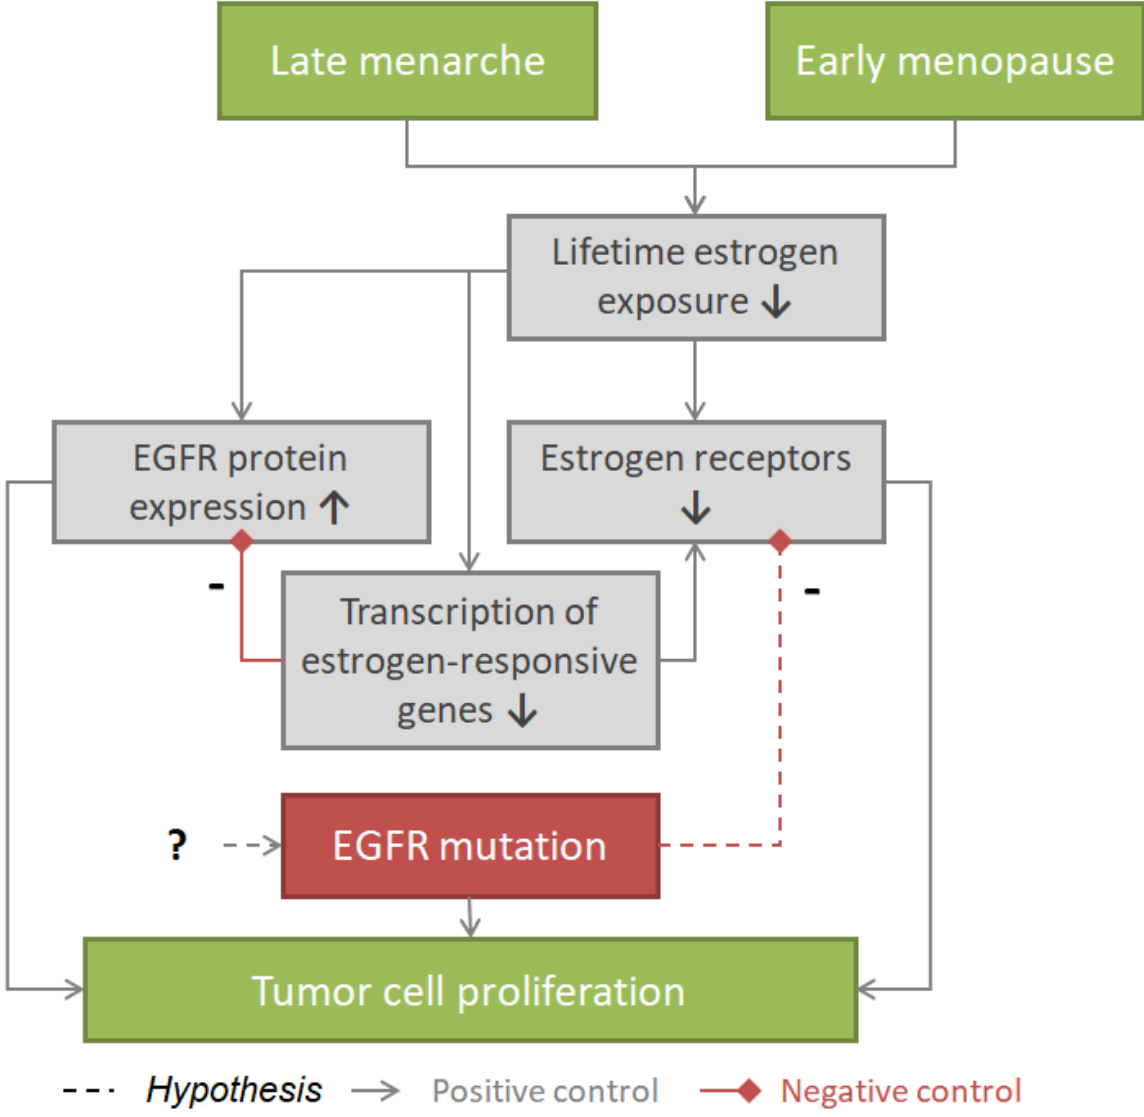 Late menarche
Early menopause
Lifetime estrogen
exposure ↓
EGFR protein
expression ↑
Estrogen receptors
↓
-
-
Transcription of
estrogen-responsive
genes ↓
?
EGFR mutation
Tumor cell proliferation
Hypothesis
Positive control
Negative control